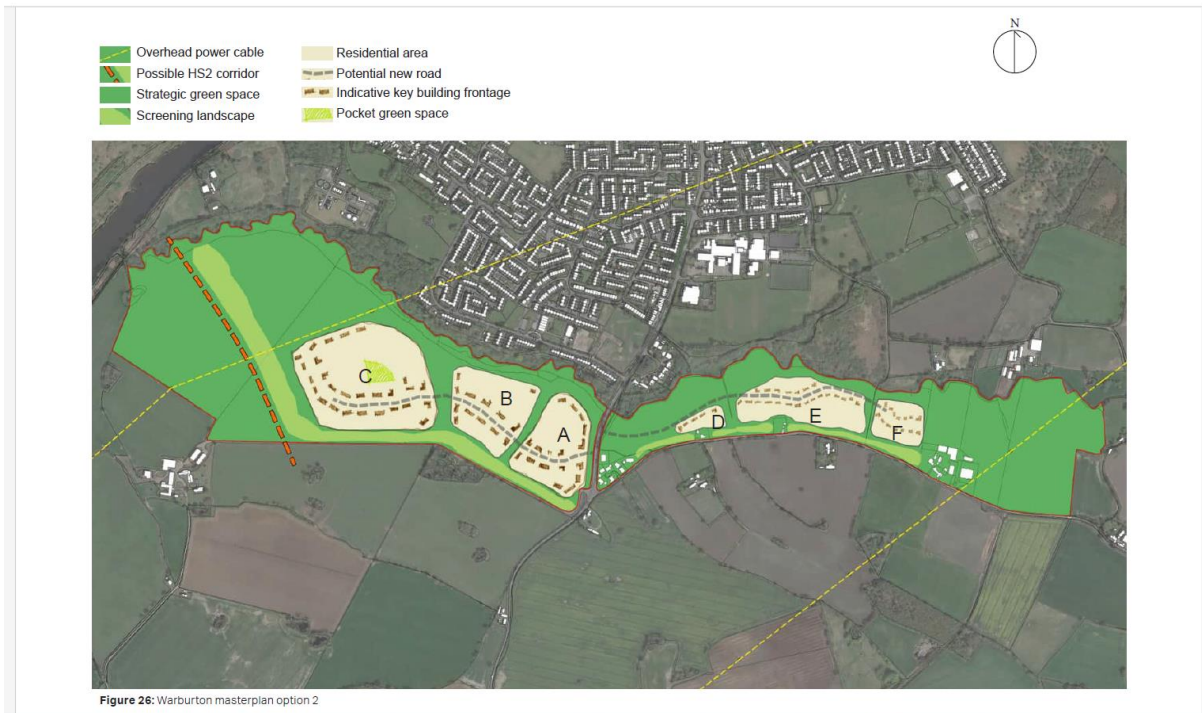 N
Overhead power cable
Possible HS2 corridor
Strategic green space
Screening landscape
Residential area
Potential new road
Indicative key building frontage
Pocket green space
C
B
A
D
E
F
Figure 26: Warburton masterplan option 2